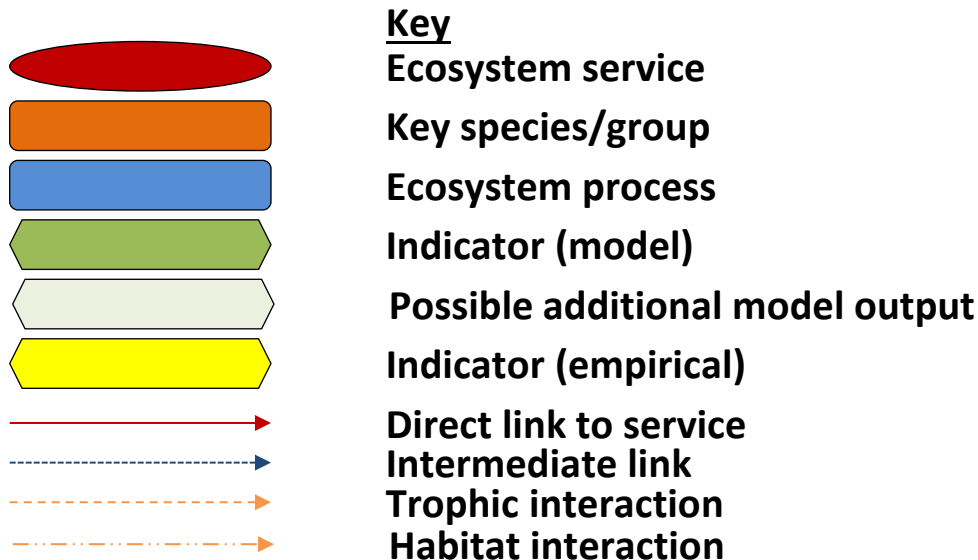 Key
Ecosystem service
Key species/group
Ecosystem process
Indicator (model)
Possible additional model output
Indicator (empirical)
Direct link to service
Intermediate link
Trophic interaction
Habitat interaction